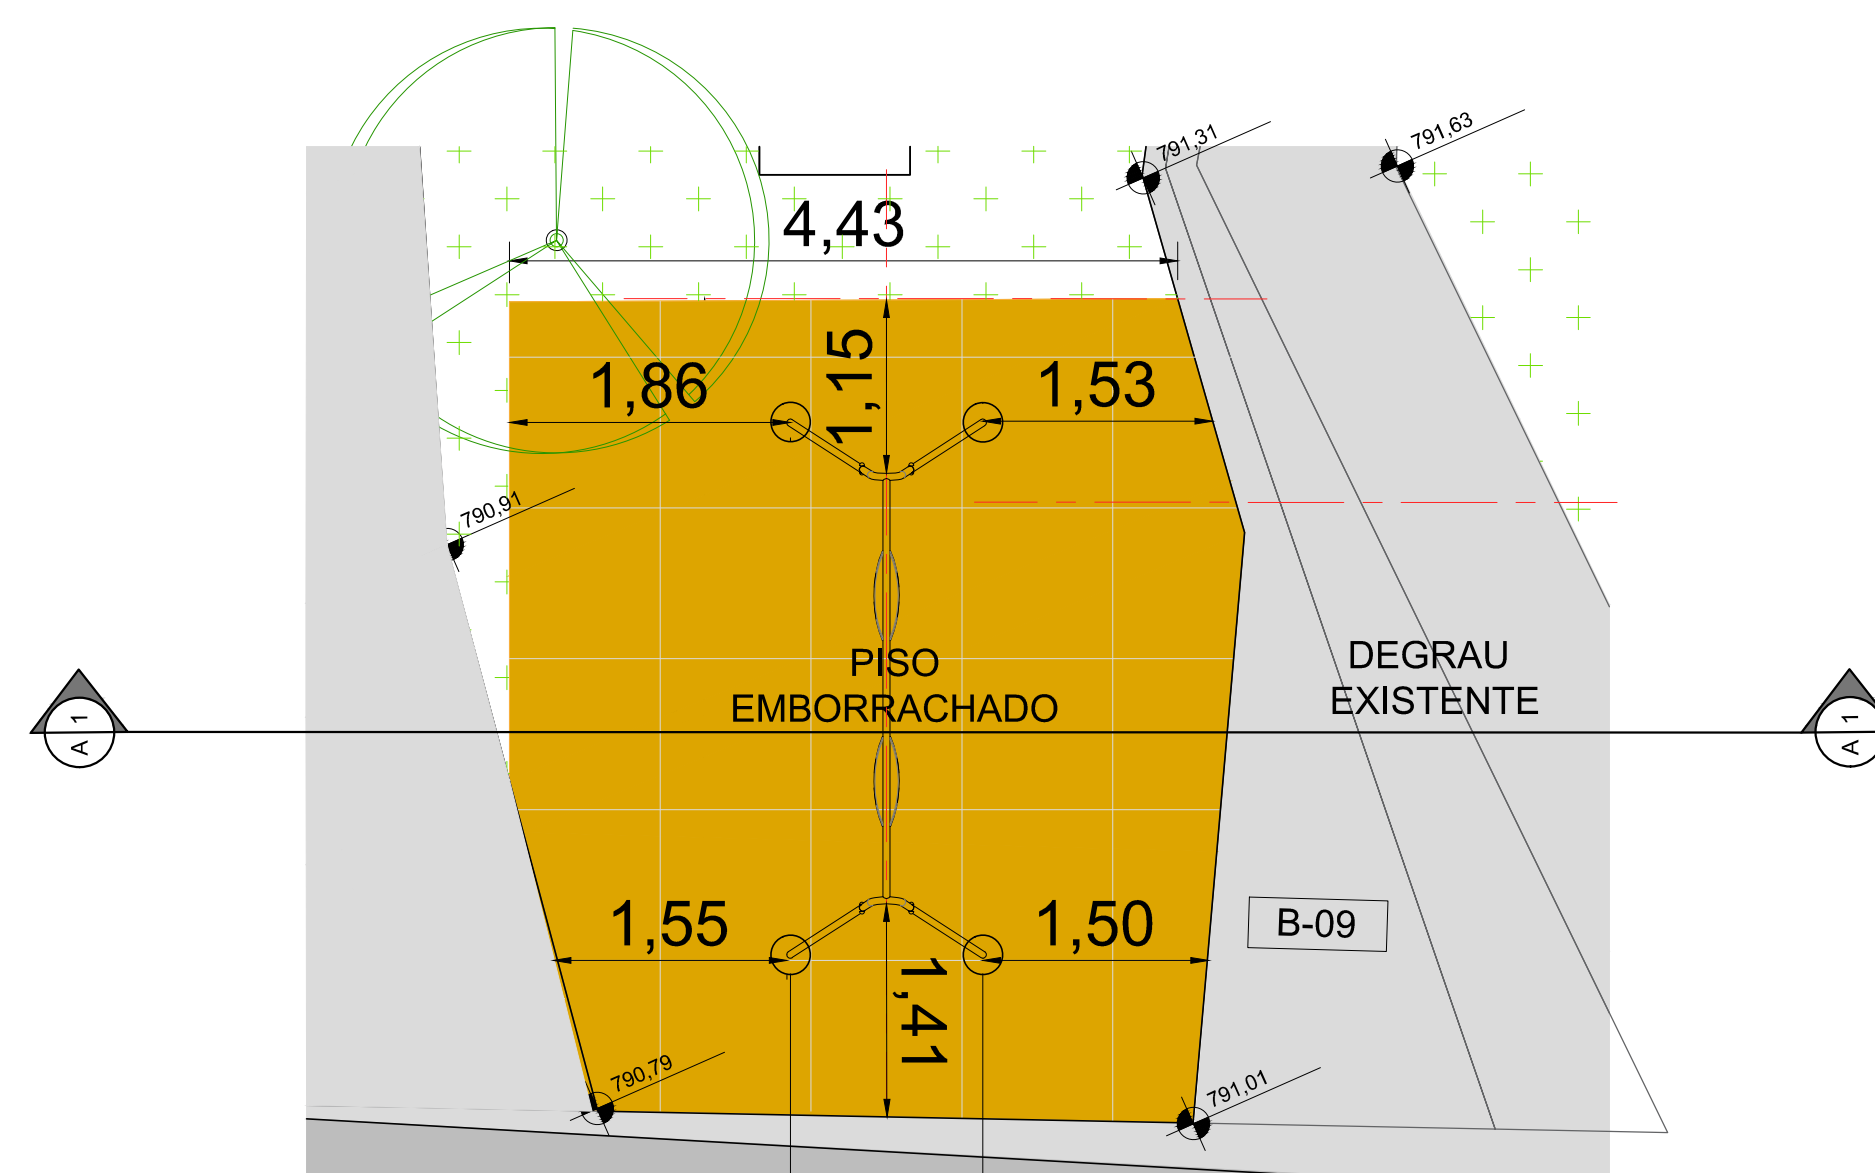 791,31
791,63
4,43
1,15
1,86
1,53
790,91
PISO
EMBORRACHADO
DEGRAU
EXISTENTE
A 1
A 1
1,55
1,50
B-09
1,41
790,79
791,01